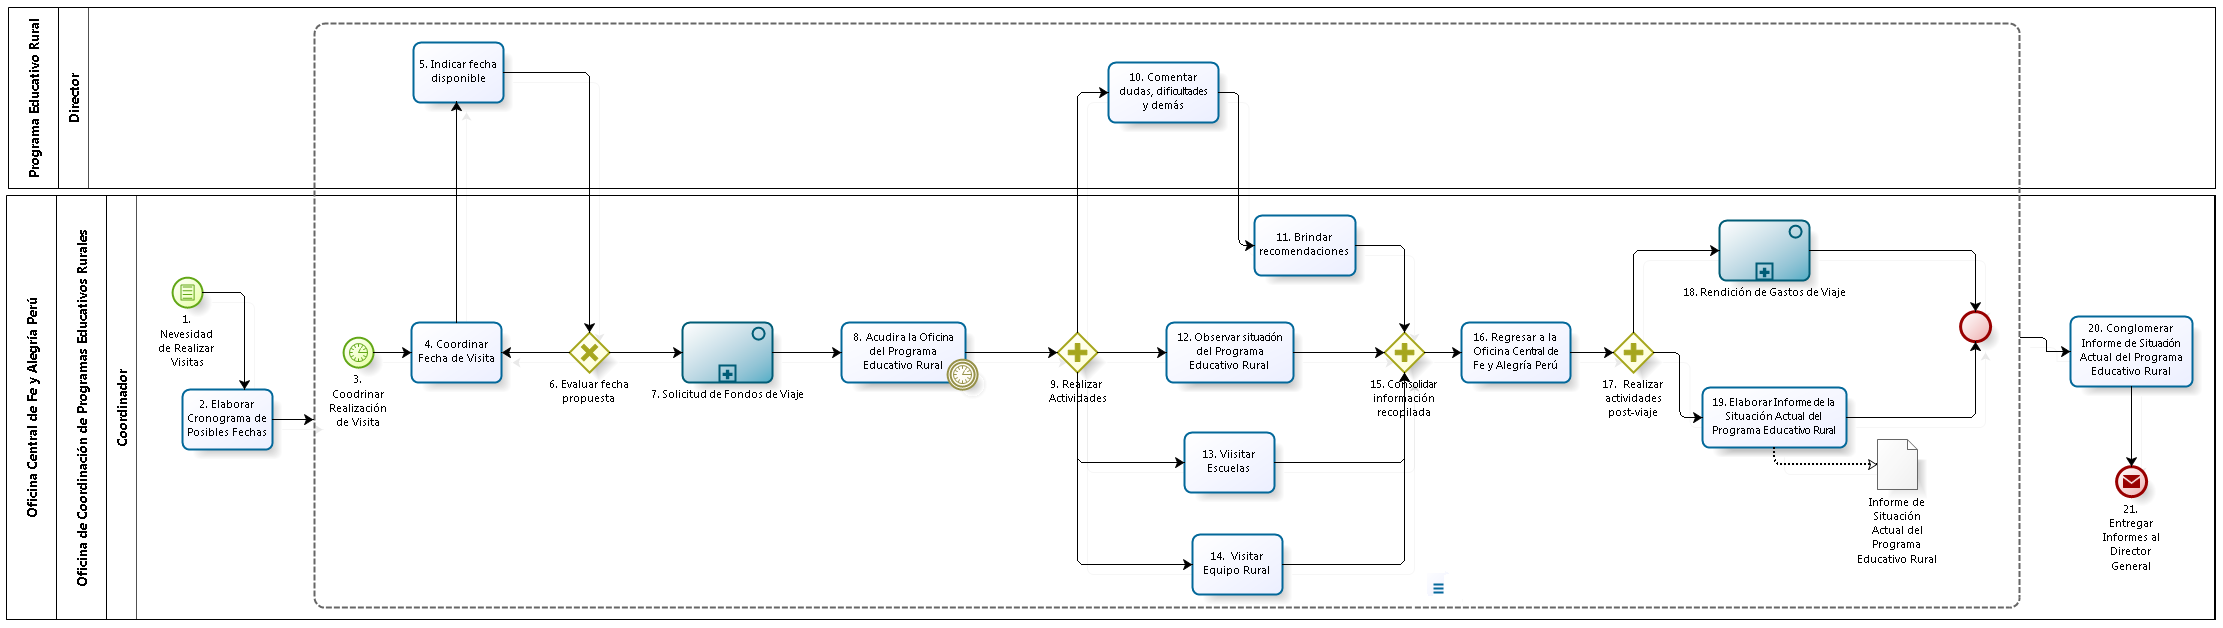 Programa Educativo Rural
Director
5. Indicar fecha
disponible
10. Comentar
dudas, dificultades
y demás
Oficina Central de Fe y Alegría Perú
Oficina de Coordinación de Programas Educativos Rurales
Coordinador
1.
Nevesidad
de Realizar
Visitas
2. Elaborar
Cronograma de
Posibles Fechas
3.
Coodrinar
Realización
de Visita
4. Coordinar
Fecha de Visita
6. Evaluar fecha
propuesta
7. Solicitud de Fondos de Viaje
8. Acudira la Oficina
del Programa
Educativo Rural
9. Realizar
Actividades
11. Brindar
recomendaciones
12. Observar situación
del Programa
Educativo Rural
13. Viisitar
Escuelas
14. Visitar
Equipo Rural
15. Consolidar
información
recopilada
16. Regresar a la
Oficina Central de
Fe y Alegría Perú
17. Realizar
actividades
post-viaje
18. Rendición de Gastos de Viaje
19. Elaborar Informe de la
Situación Actual del
Programa Educativo Rural
Informe de
Situación
Actual del
Programa
Educativo Rural
20. Conglomerar
Informe de Situación
Actual del Programa
Educativo Rural
21.
Entregar
Informes al
Director
General